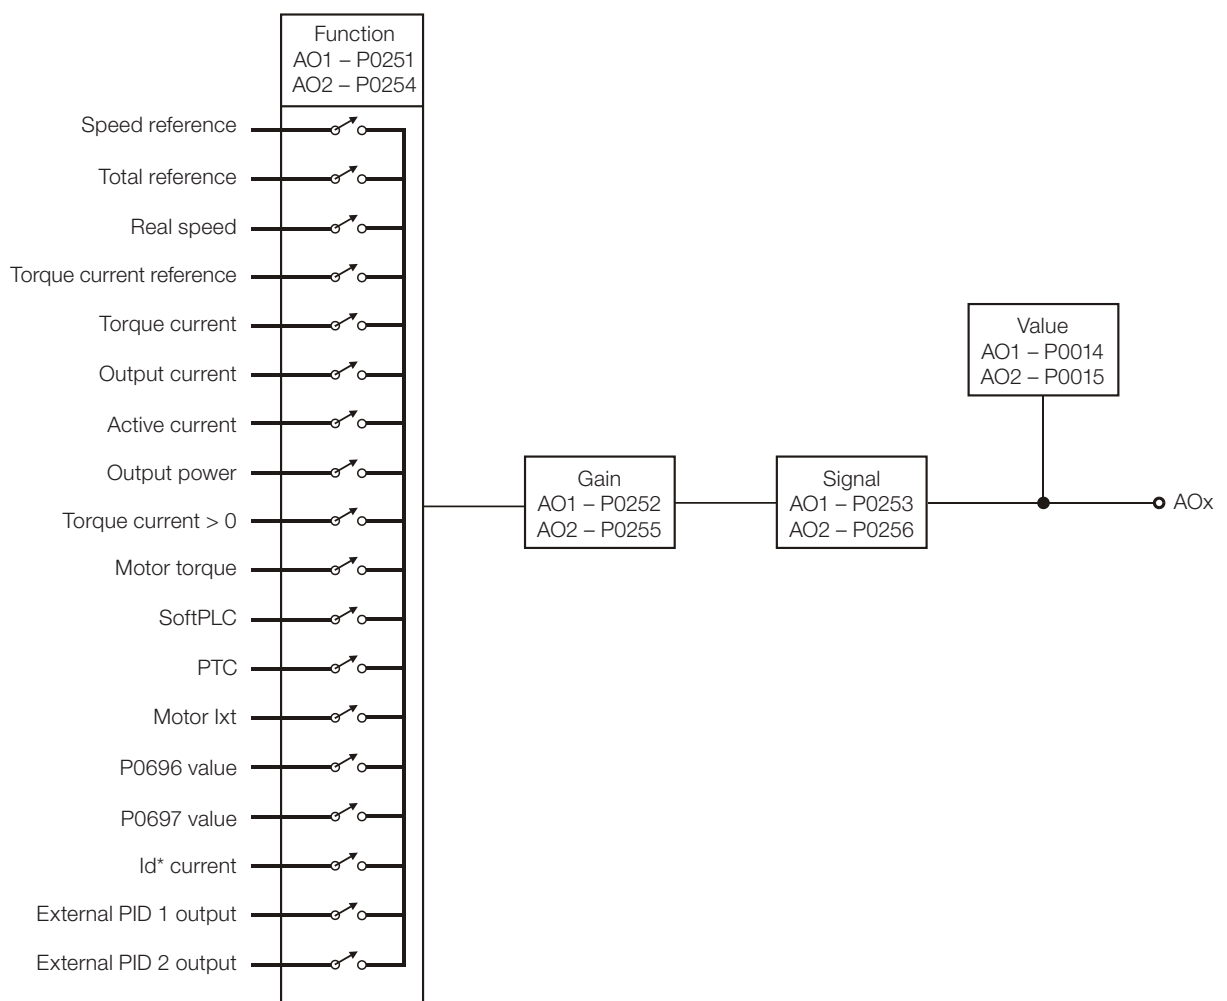 Function
AO1 – P0251
AO2 – P0254
Speed reference
Total reference
Real speed
Torque current reference
Torque current
Output current
Active current
Output power
Torque current > 0
Motor torque
SoftPLC
PTC
Motor Ixt
P0696 value
P0697 value
Id* current
External PID 1 output
External PID 2 output
Gain
AO1 – P0252
AO2 – P0255
Signal
AO1 – P0253
AO2 – P0256
Value
AO1 – P0014
AO2 – P0015
AOx